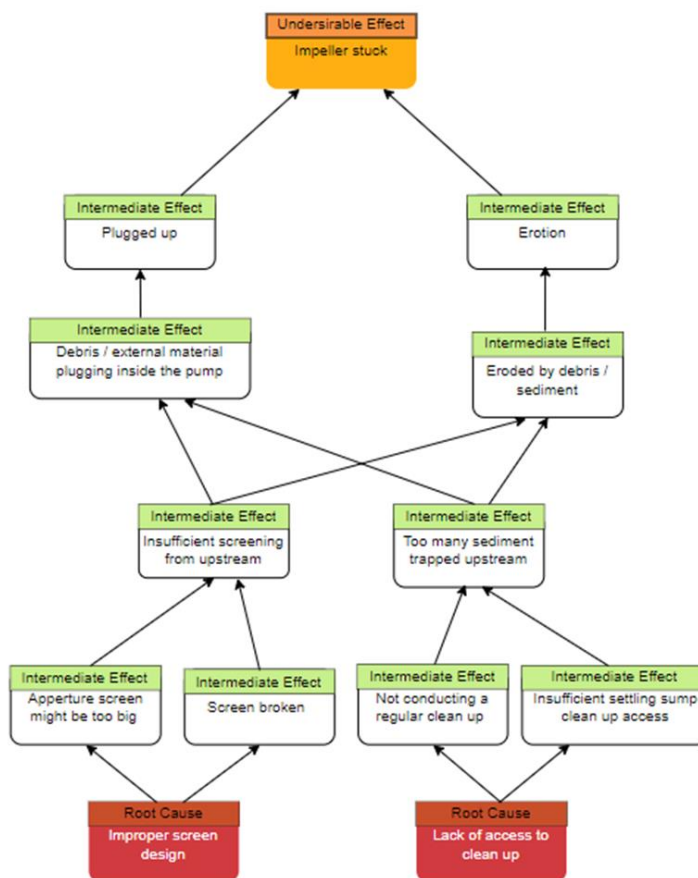 Undersirable Effect
Impeller stuck
Intermediate Effect
Plugged up
Intermediate Effect
Erotion
Intermediate Effect
Debris / external material
plugging inside the pump
Intermediate Effect
Eroded by debris /
sediment
Intermediate Effect
Insufficient screening
from upstream
Intermediate Effect
Too many sediment
trapped upstream
Intermediate Effect
Apperture screen
might be too big
Intermediate Effect
Screen broken
Intermediate Effect
Not conducting a
regular clean up
Intermediate Effect
Insufficient settling sump
clean up access
Root Cause
Improper screen
design
Root Cause
Lack of access to
clean up